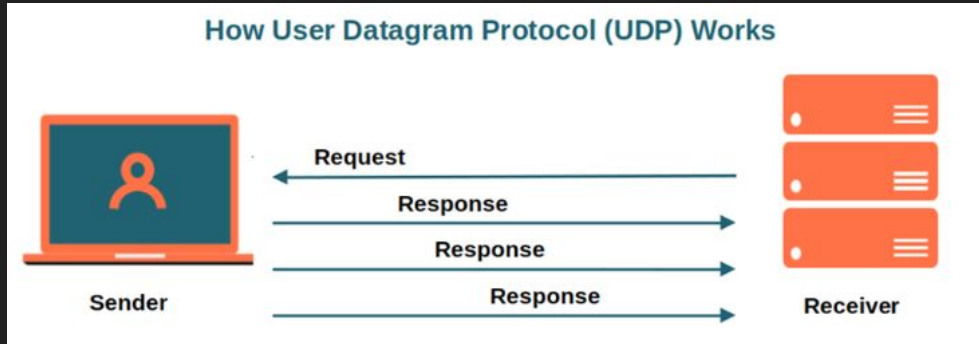 How User Datagram Protocol (UDP) Works
Request
Response
Response
Response
Sender
Receiver